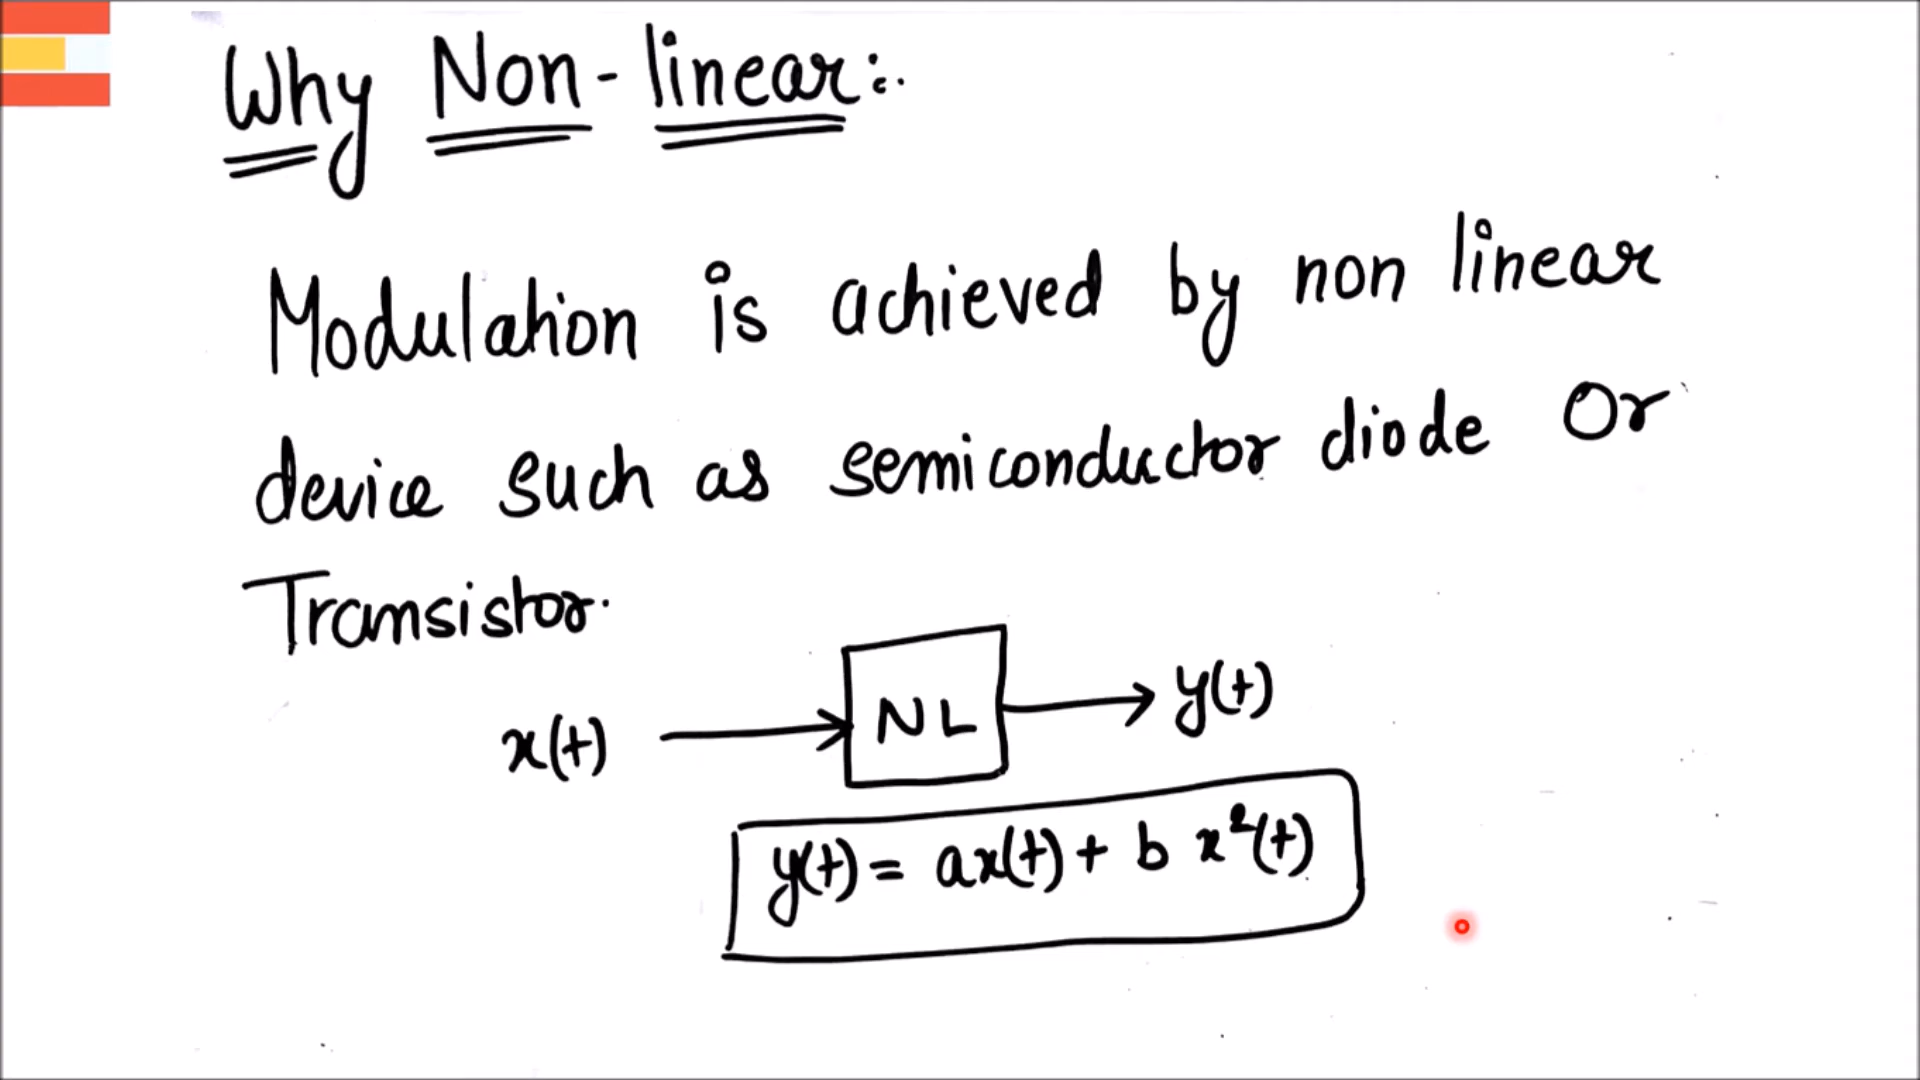 Why Non-linear:-
Modulation is achieved by non linear
device such as semiconductor diode Or
Transistor.
x(t) NL y(t)
y(t) = ax(t) + b x²(t)